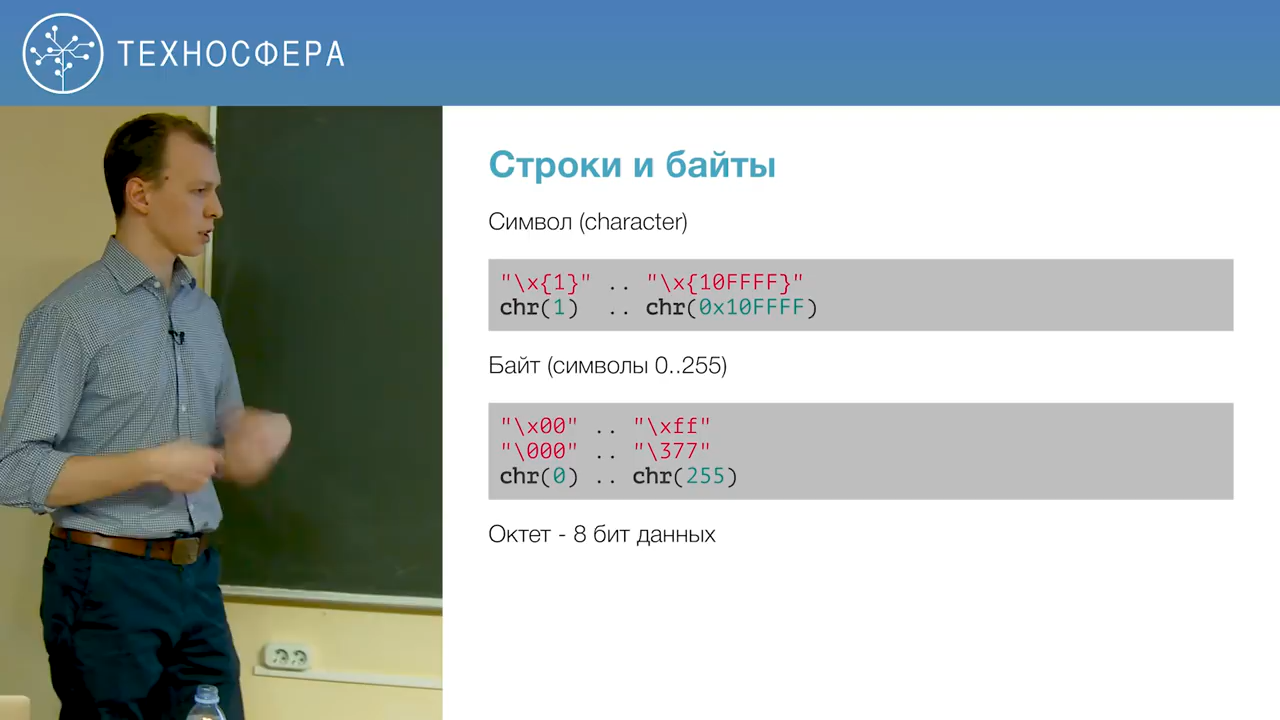 ТЕХНОСФЕРА
Строки и байты
Символ (character)
"\x{1}" .. "\x{10FFFF}"
chr(1) .. chr(0x10FFFF)
Байт (символы 0..255)
"\x00" .. "\xff"
"\000" .. "\377"
chr(0) .. chr(255)
Октет - 8 бит данных